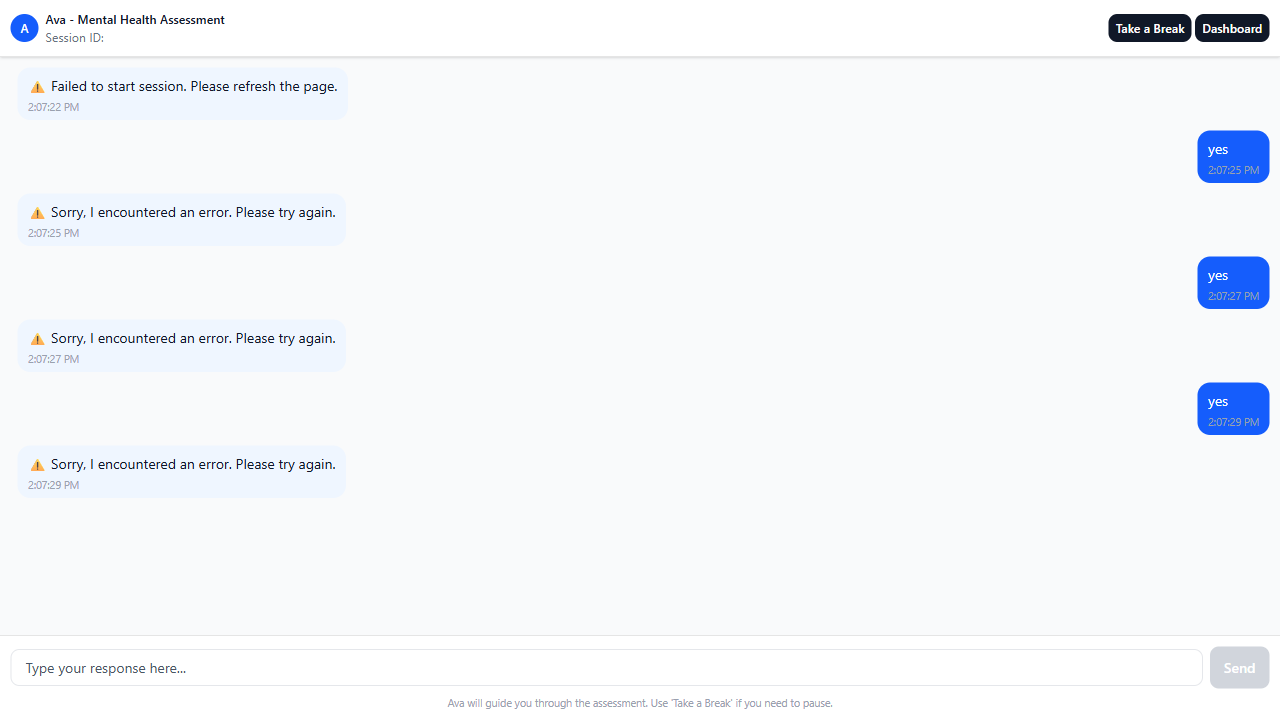 A
Ava - Mental Health Assessment
Session ID:
Take a Break
Dashboard
⚠️ Failed to start session. Please refresh the page.
2:07:22 PM
yes
2:07:25 PM
⚠️ Sorry, I encountered an error. Please try again.
2:07:25 PM
yes
2:07:27 PM
⚠️ Sorry, I encountered an error. Please try again.
2:07:27 PM
yes
2:07:29 PM
⚠️ Sorry, I encountered an error. Please try again.
2:07:29 PM
Type your response here...
Send
Ava will guide you through the assessment. Use 'Take a Break' if you need to pause.